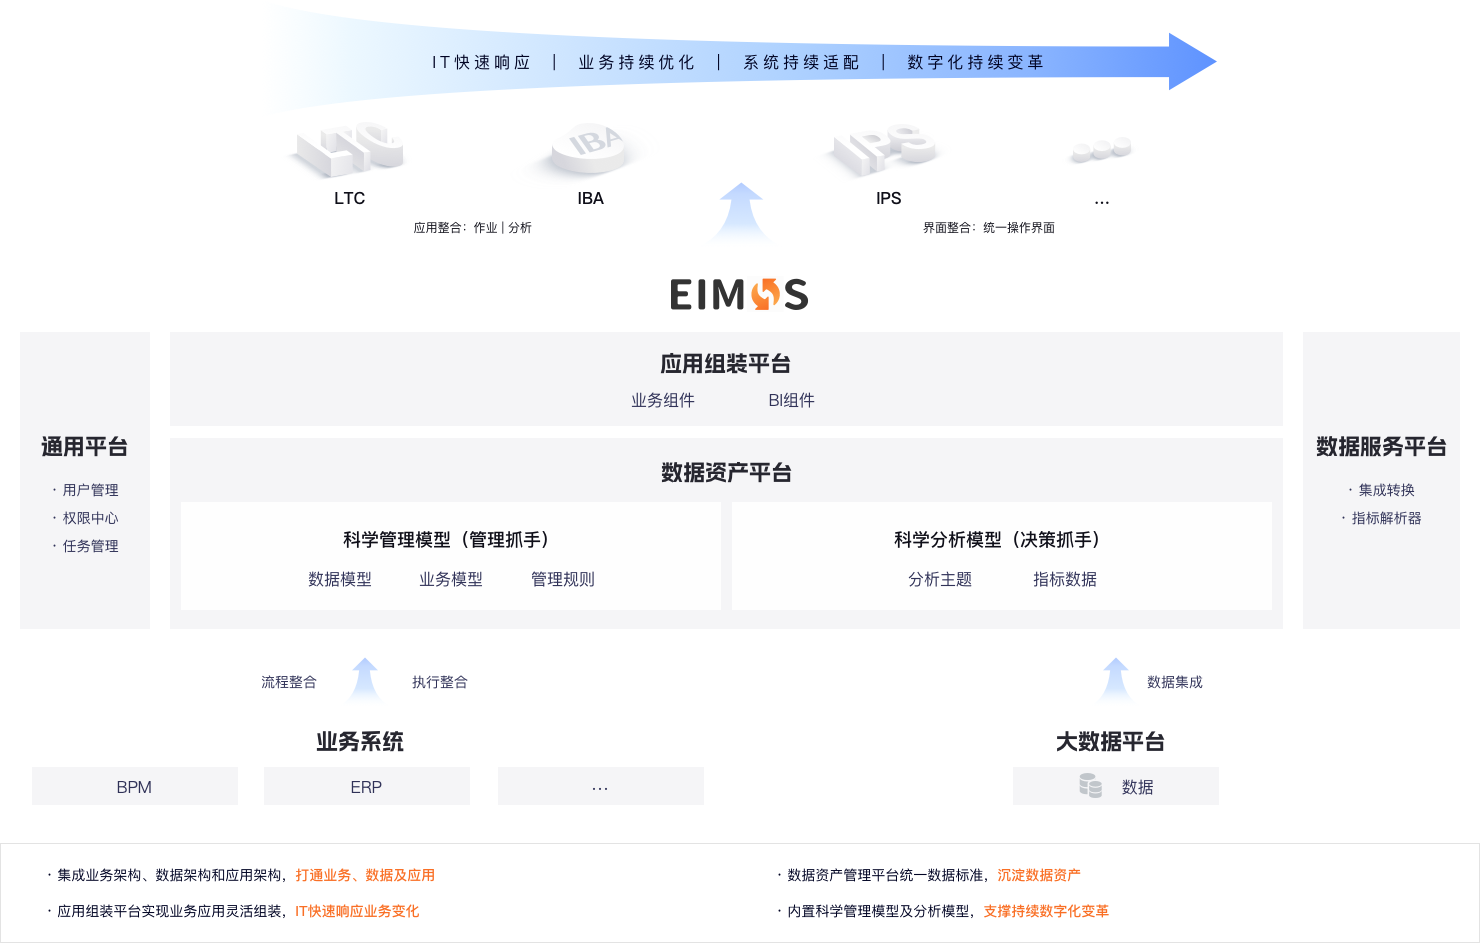 IT快速响应 | 业务持续优化 | 系统持续适配 | 数字化持续变革
LTC IBA IPS
LTC IBA IPS ...
应用整合：作业 | 分析 界面整合：统一操作界面
EIMOS
应用组装平台
业务组件 BI组件
通用平台
· 用户管理
· 权限中心
· 任务管理
数据资产平台
科学管理模型（管理抓手）
数据模型 业务模型 管理规则
科学分析模型（决策抓手）
分析主题 指标数据
数据服务平台
· 集成转换
· 指标解析器
流程整合 执行整合
数据集成
业务系统
BPM ERP ...
大数据平台
数据
· 集成业务架构、数据架构和应用架构，打通业务、数据及应用
· 应用组装平台实现业务应用灵活组装，IT快速响应业务变化
· 数据资产管理平台统一数据标准，沉淀数据资产
· 内置科学管理模型及分析模型，支撑持续数字化变革